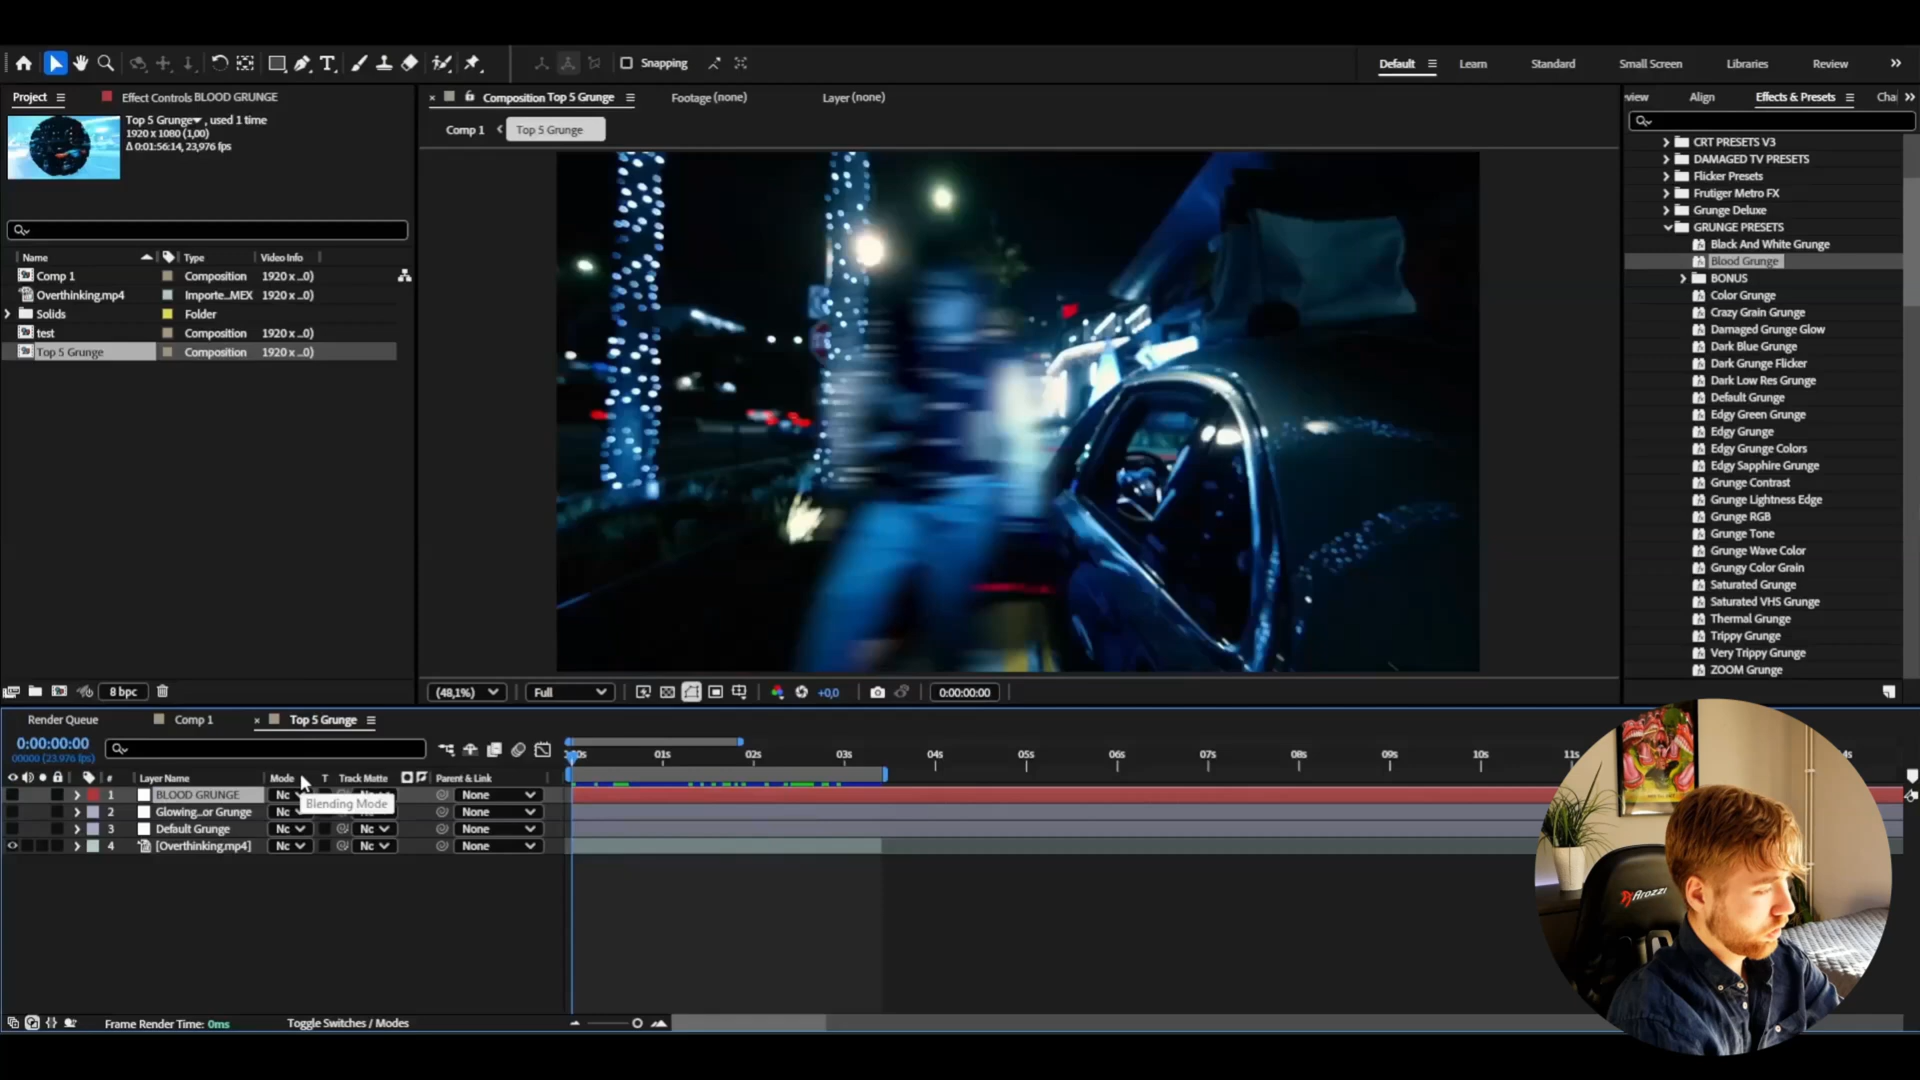 Snapping
Default
Learn
Standard
Small Screen
Libraries
Review
Project
Effect Controls BLOOD GRUNGE
Composition Top 5 Grunge
Footage (none)
Layer (none)
Align
Effects & Presets
Top 5 Grunge, used 1 time
1920 x 1080 (1,00)
Δ 0:01:56:14, 23,976 fps
Comp 1
Top 5 Grunge
Name
Type
Video Info
Comp 1
Composition
1920 x ..0)
Overthinking.mp4
Importe...MEX
1920 x ..0)
Solids
Folder
test
Composition
1920 x ..0)
Top 5 Grunge
Composition
1920 x ..0)
CRT PRESETS V3
DAMAGED TV PRESETS
Flicker Presets
Frutiger Metro FX
Grunge Deluxe
GRUNGE PRESETS
Black And White Grunge
Blood Grunge
BONUS
Color Grunge
Crazy Grain Grunge
Damaged Grunge Glow
Dark Blue Grunge
Dark Grunge Flicker
Dark Low Res Grunge
Default Grunge
Edgy Green Grunge
Edgy Grunge
Edgy Grunge Colors
Edgy Sapphire Grunge
Grunge Contrast
Grunge Lightness Edge
Grunge RGB
Grunge Tone
Grunge Wave Color
Grungy Color Grain
Saturated Grunge
Saturated VHS Grunge
Thermal Grunge
Trippy Grunge
Very Trippy Grunge
ZOOM Grunge
8 bpc
(48,1%)
Full
+0,0
0:00:00:00
Render Queue
Comp 1
Top 5 Grunge
0:00:00:00
00000 (23.976 fps)
01s
02s
03s
04s
05s
06s
07s
08s
09s
10s
#
Layer Name
Mode
T
Track Matte
Parent & Link
1
BLOOD GRUNGE
None
Blending Mode
2
Glowing...or Grunge
None
3
Default Grunge
None
4
[Overthinking.mp4]
None
Arozzi
Frame Render Time: 0ms
Toggle Switches / Modes